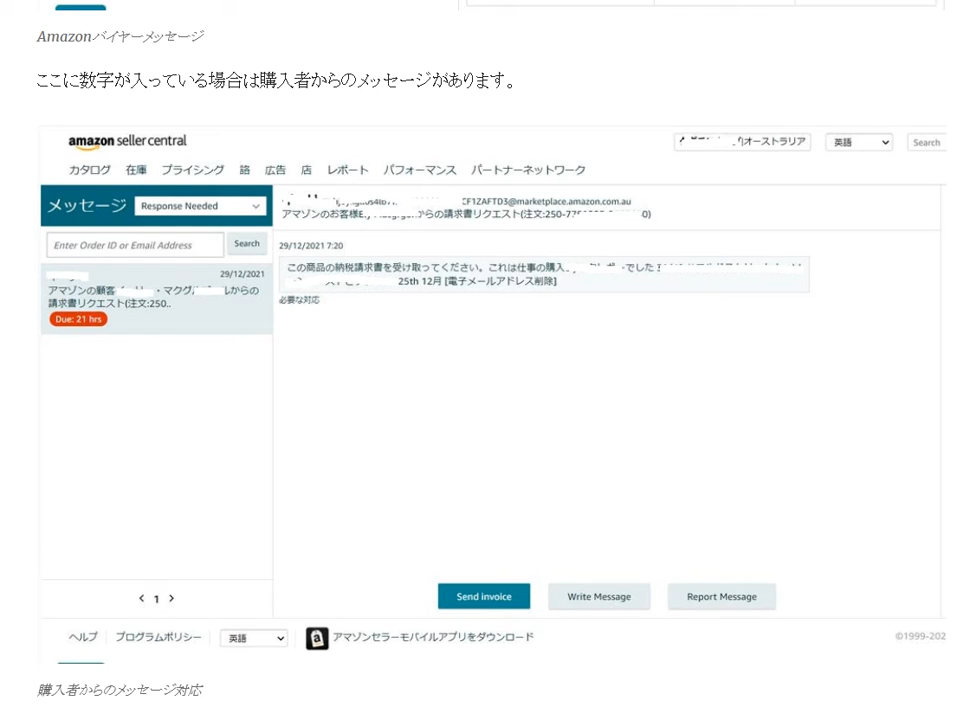 Amazonバイヤーメッセージ
ここに数字が入っている場合は購入者からのメッセージがあります。
amazon seller central
オーストラリア
英語
Search
カタログ 在庫 プライシング 路 広告 店 レポート パフォーマンス パートナーネットワーク
メッセージ
Response Needed
CF1ZAFTD3@marketplace.amazon.com.au
アマゾンのお客様 からの請求書リクエスト(注文:250- 0)
Enter Order ID or Email Address
Search
29/12/2021 7:20
29/12/2021
アマゾンの顧客 ・マクグ しからの
請求書リクエスト(注文:250..
Due: 21 hrs
この商品の納税請求書を受け取ってください。これは仕事の購入 でした
25th 12月 [電子メールアドレス削除]
必要な対応
< 1 >
Send invoice
Write Message
Report Message
ヘルプ
プログラムポリシー
英語
アマゾンセラーモバイルアプリをダウンロード
©1999-202
購入者からのメッセージ対応